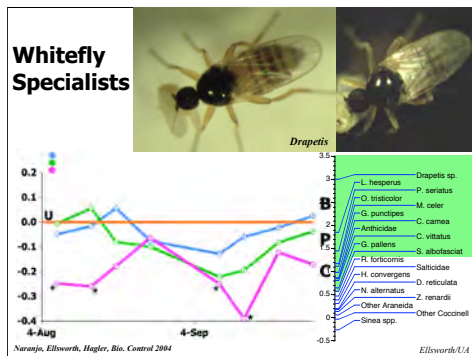 Whitefly
Specialists
Drapetis
0.2
0.1
0.0
-0.1
-0.2
-0.3
-0.4
U
B
P
C
*
*
*
*
4-Aug
4-Sep
3.5
3
2.5
2
1.5
1
0.5
0
-0.5
Drapetis sp.
L. hesperus
P. seriatus
O. tristicolor
M. celer
G. punctipes
C. carnea
Anthicidae
C. vittatus
G. pallens
S. albofasciat
R. forticornis
Salticidae
H. convergens
D. reticulata
N. alternatus
Z. renardii
Other Araneida
Other Coccinell
Sinea spp.
Naranjo, Ellsworth, Hagler, Bio. Control 2004
Ellsworth/UA